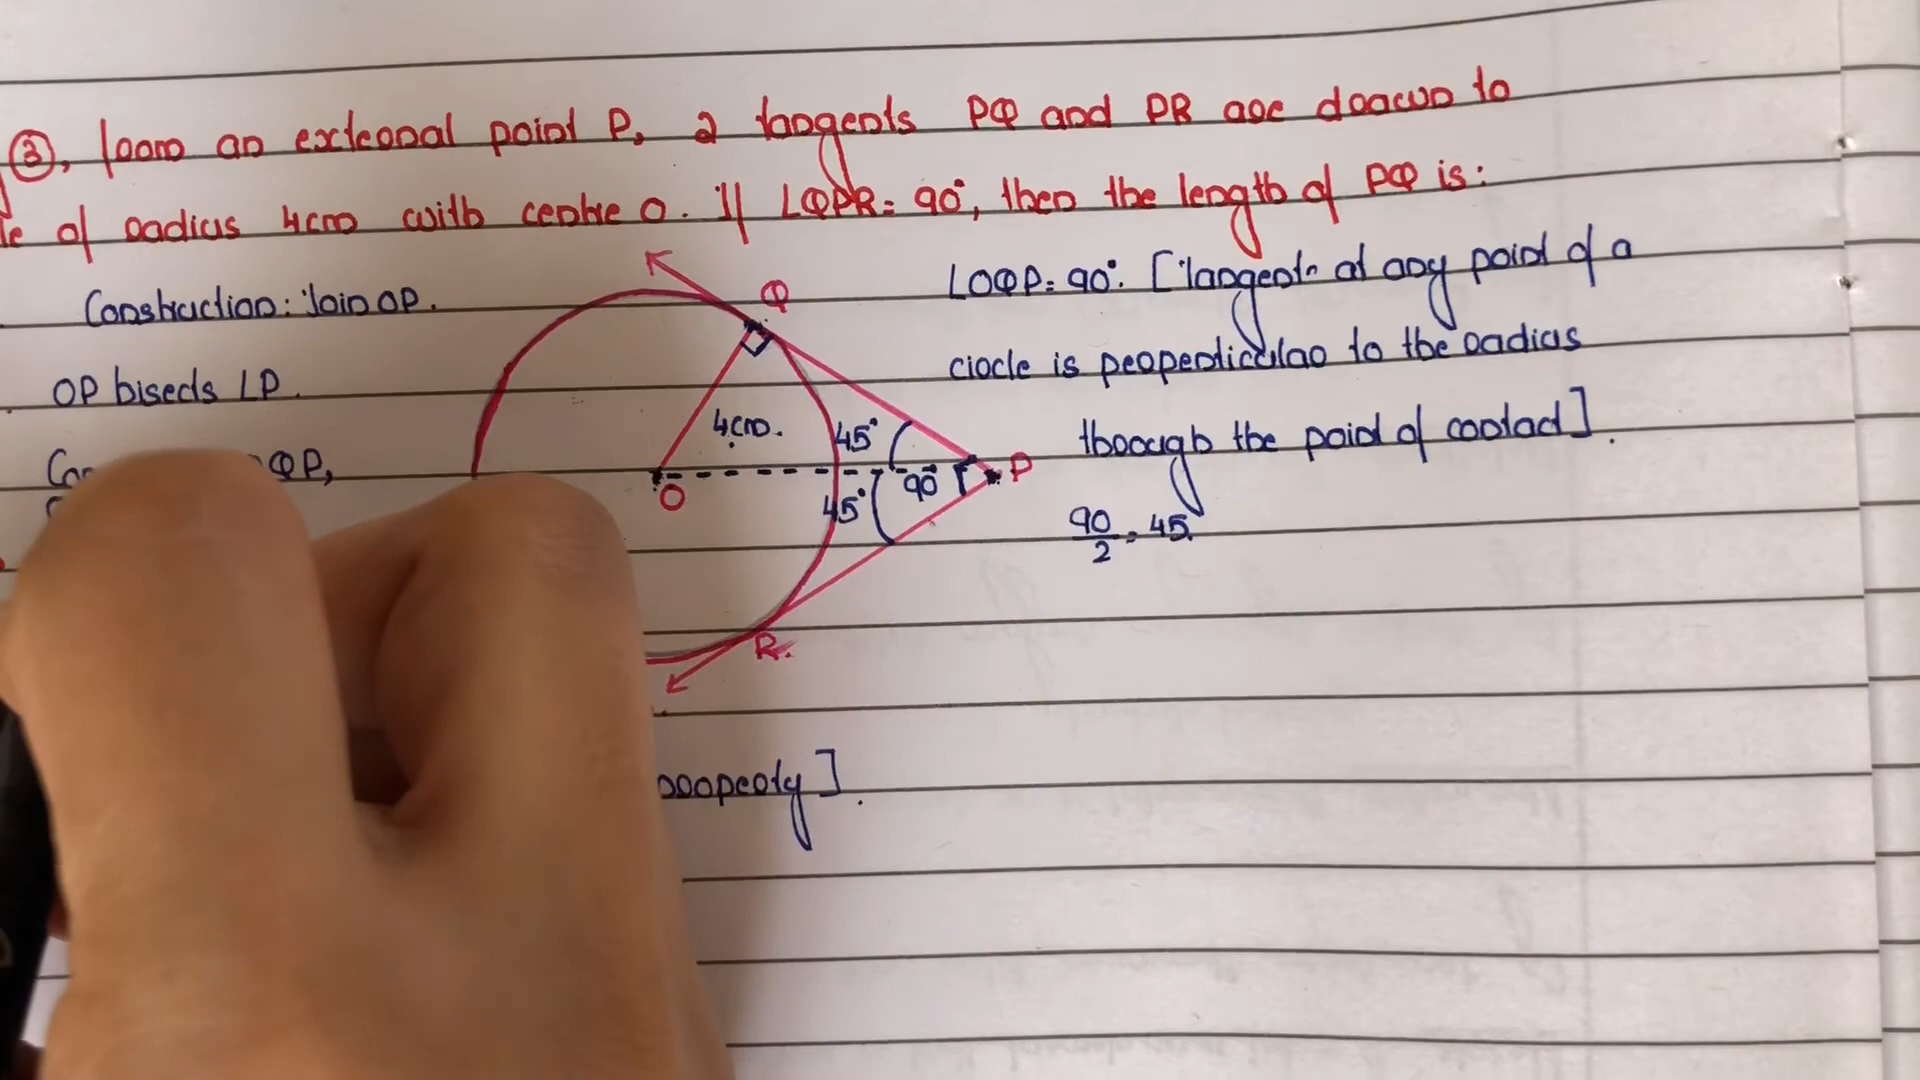 ③, from an external point P, 2 tangents PQ and PR are drawn to
of radius 4cm with centre O. If ∠QPR = 90°, then the length of PQ is:
Construction: Join OP.
OP bisects ∠P.
QP,
Q
4cm.
45°
O
45°
90
P
R.
∠OQP = 90°. [Tangent at any point of a
circle is perpendicular to the radius
through the point of contact].
90/2 = 45.
property].